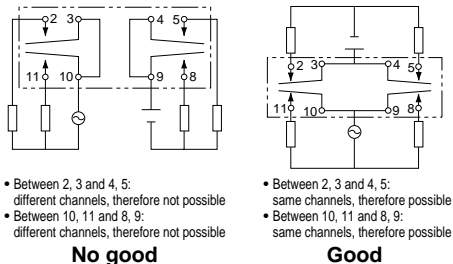 2 3 4 5
11 10 9 8
2 3 4 5
11 10 9 8
• Between 2, 3 and 4, 5:
different channels, therefore not possible
• Between 10, 11 and 8, 9:
different channels, therefore not possible
No good
• Between 2, 3 and 4, 5:
same channels, therefore possible
• Between 10, 11 and 8, 9:
same channels, therefore possible
Good